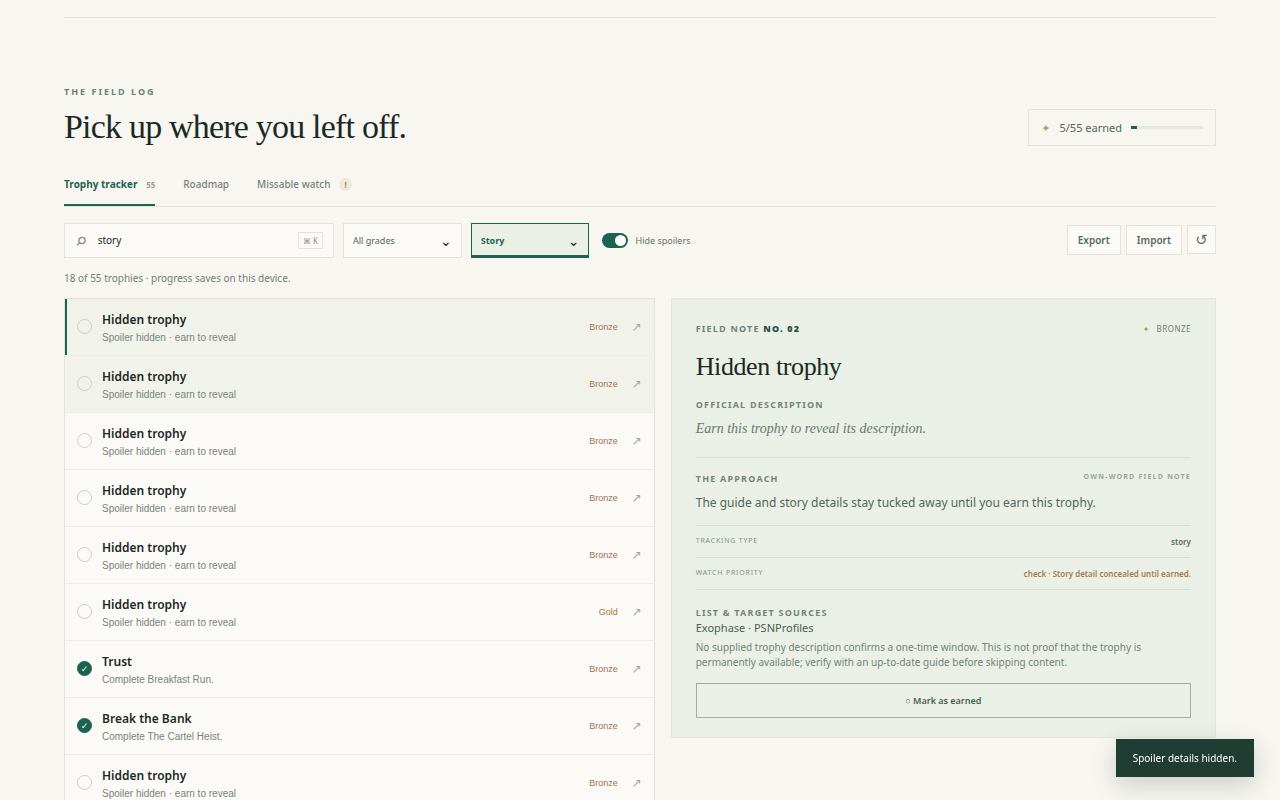 THE FIELD LOG
Pick up where you left off.
✦ 5/55 earned
Trophy tracker 55 Roadmap Missable watch !
story ⌘ K All grades Story Hide spoilers Export Import ↺
18 of 55 trophies · progress saves on this device.
Hidden trophy
Spoiler hidden · earn to reveal
Bronze ↗
Hidden trophy
Spoiler hidden · earn to reveal
Bronze ↗
Hidden trophy
Spoiler hidden · earn to reveal
Bronze ↗
Hidden trophy
Spoiler hidden · earn to reveal
Bronze ↗
Hidden trophy
Spoiler hidden · earn to reveal
Bronze ↗
Hidden trophy
Spoiler hidden · earn to reveal
Gold ↗
Trust
Complete Breakfast Run.
Bronze ↗
Break the Bank
Complete The Cartel Heist.
Bronze ↗
Hidden trophy
Spoiler hidden · earn to reveal
Bronze ↗
FIELD NOTE NO. 02 ✦ BRONZE
Hidden trophy
OFFICIAL DESCRIPTION
Earn this trophy to reveal its description.
THE APPROACH OWN-WORD FIELD NOTE
The guide and story details stay tucked away until you earn this trophy.
TRACKING TYPE story
WATCH PRIORITY check · Story detail concealed until earned.
LIST & TARGET SOURCES
Exophase · PSNProfiles
No supplied trophy description confirms a one-time window. This is not proof that the trophy is
permanently available; verify with an up-to-date guide before skipping content.
○ Mark as earned
Spoiler details hidden.